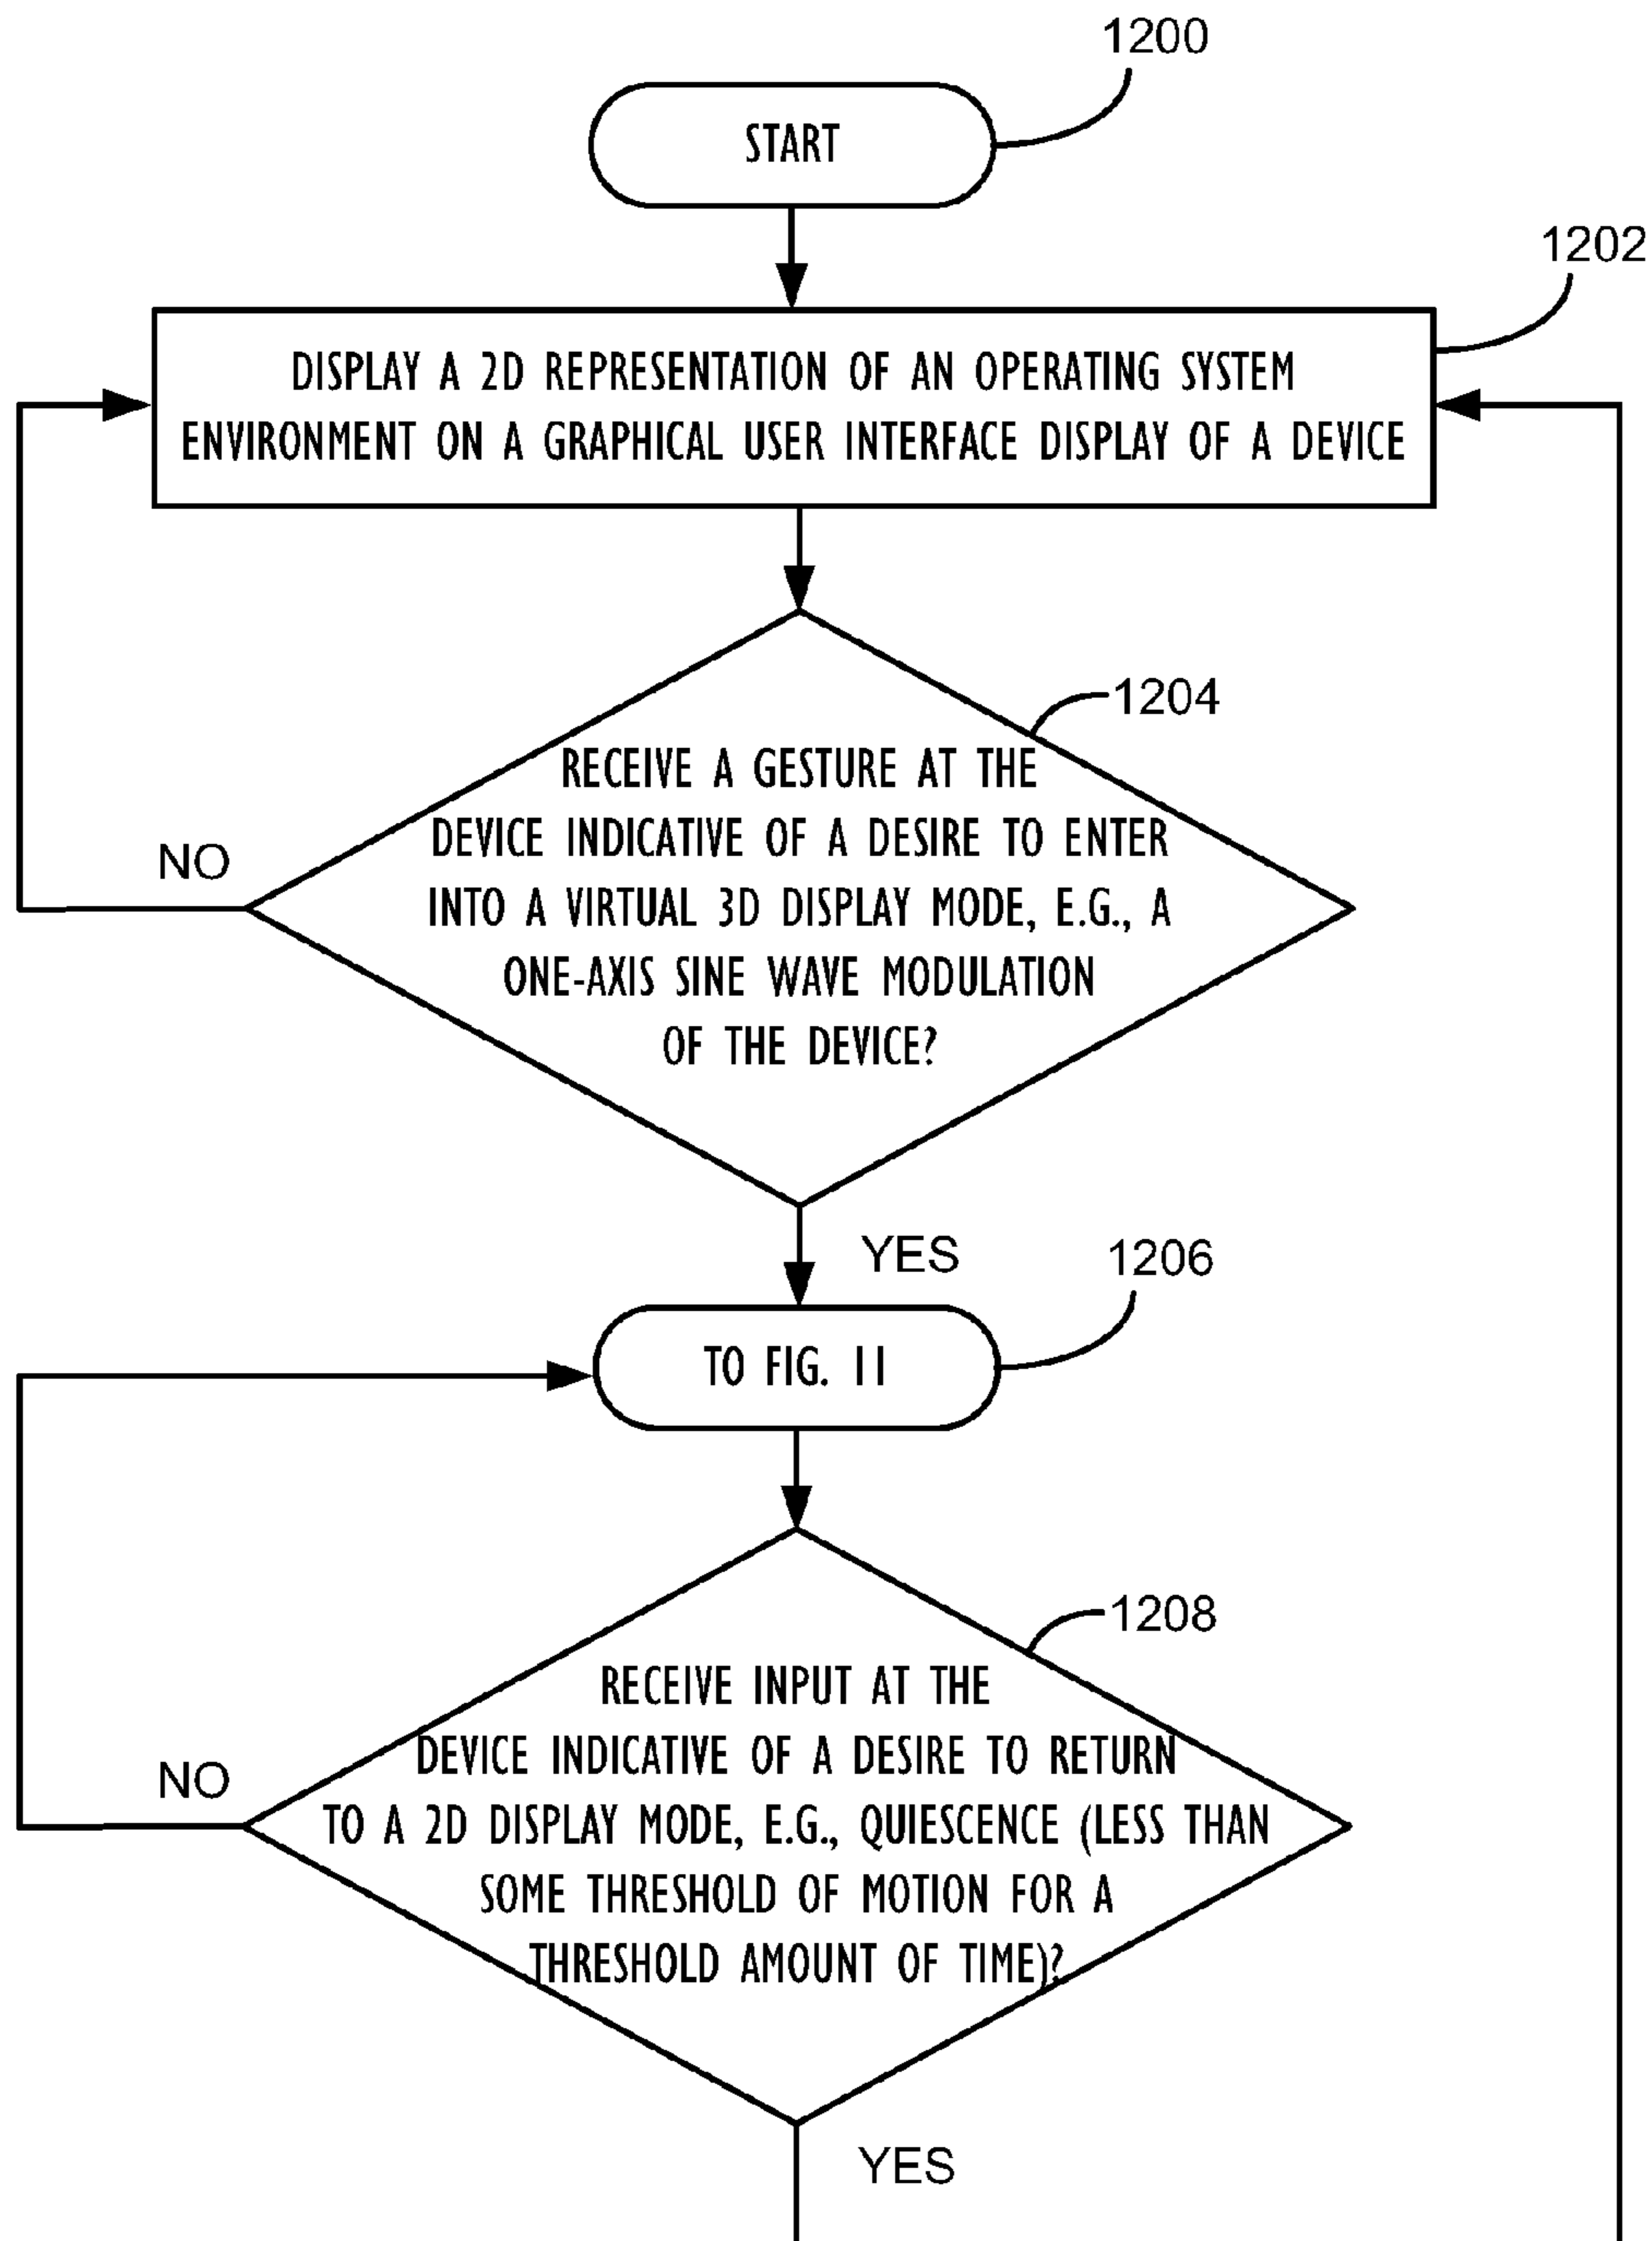 1200
START
1202
DISPLAY A 2D REPRESENTATION OF AN OPERATING SYSTEM
ENVIRONMENT ON A GRAPHICAL USER INTERFACE DISPLAY OF A DEVICE
1204
RECEIVE A GESTURE AT THE
DEVICE INDICATIVE OF A DESIRE TO ENTER
INTO A VIRTUAL 3D DISPLAY MODE, E.G., A
ONE-AXIS SINE WAVE MODULATION
OF THE DEVICE?
NO
YES
1206
TO FIG. 11
1208
RECEIVE INPUT AT THE
DEVICE INDICATIVE OF A DESIRE TO RETURN
TO A 2D DISPLAY MODE, E.G., QUIESCENCE (LESS THAN
SOME THRESHOLD OF MOTION FOR A
THRESHOLD AMOUNT OF TIME)?
NO
YES